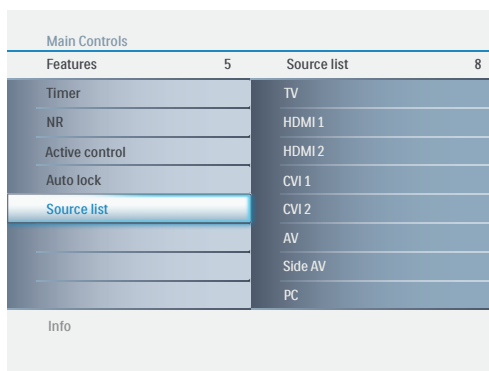 Main Controls
Features 5 Source list 8
Timer TV
NR HDMI 1
Active control HDMI 2
Auto lock CVI 1
Source list CVI 2
AV
Side AV
PC
Info